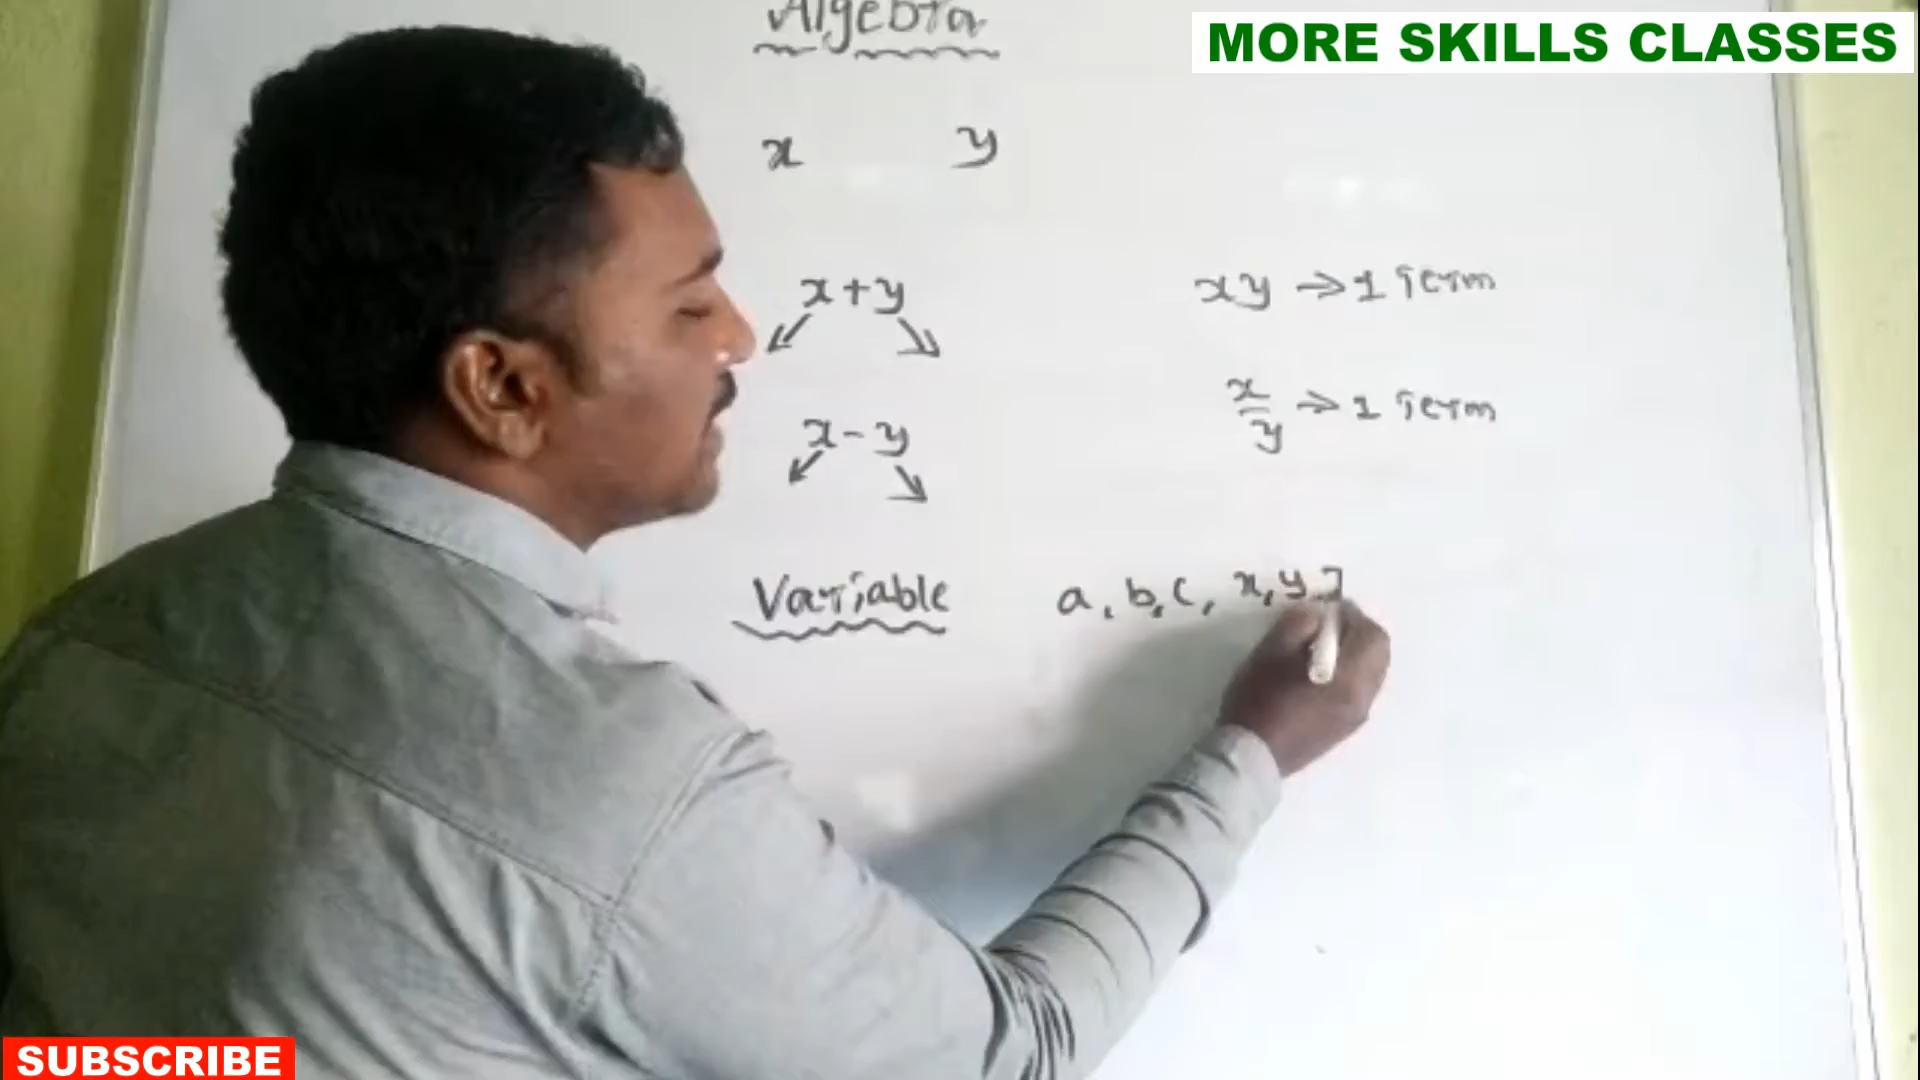 Algebra
MORE SKILLS CLASSES
x y
x+y
xy → 1 Term
x/y → 1 Term
x-y
Variable a, b, c, x, y
SUBSCRIBE